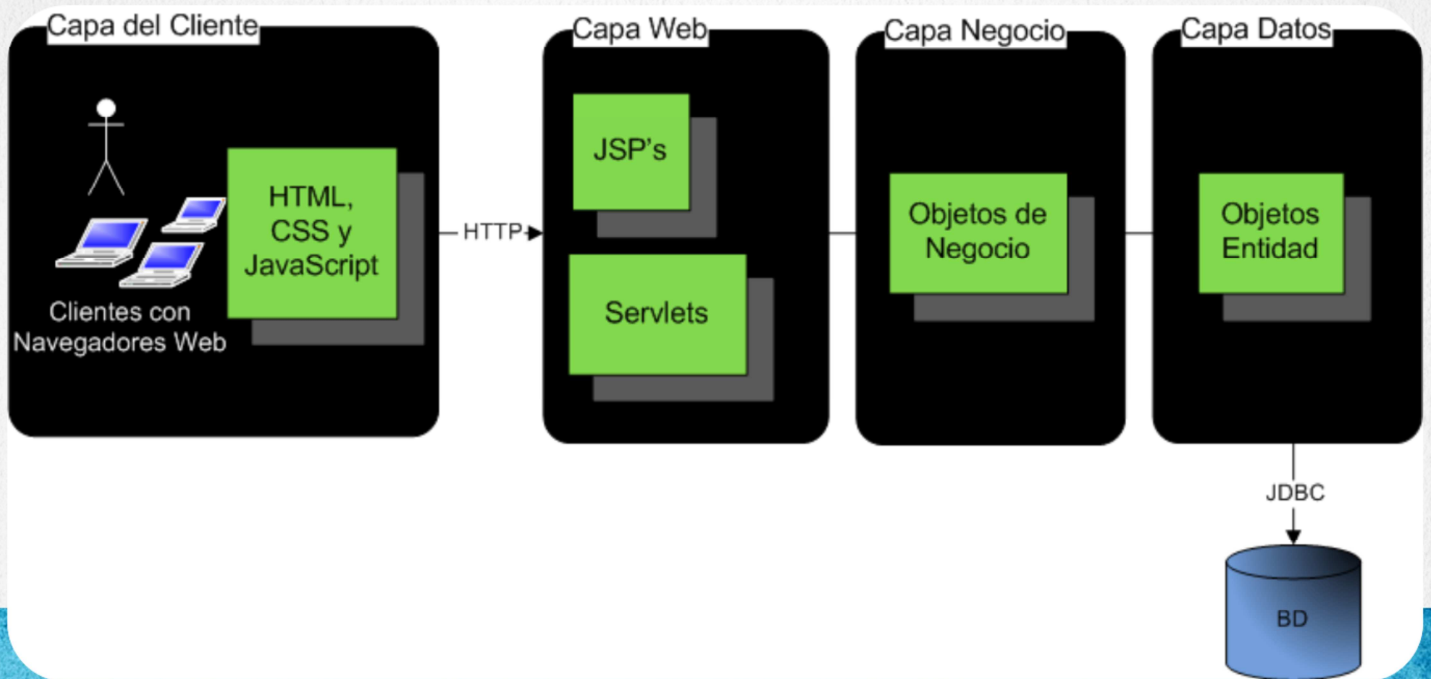 Capa del Cliente
Clientes con
Navegadores Web
HTML,
CSS y
JavaScript
HTTP
Capa Web
JSP's
Servlets
Capa Negocio
Objetos de
Negocio
Capa Datos
Objetos
Entidad
JDBC
BD